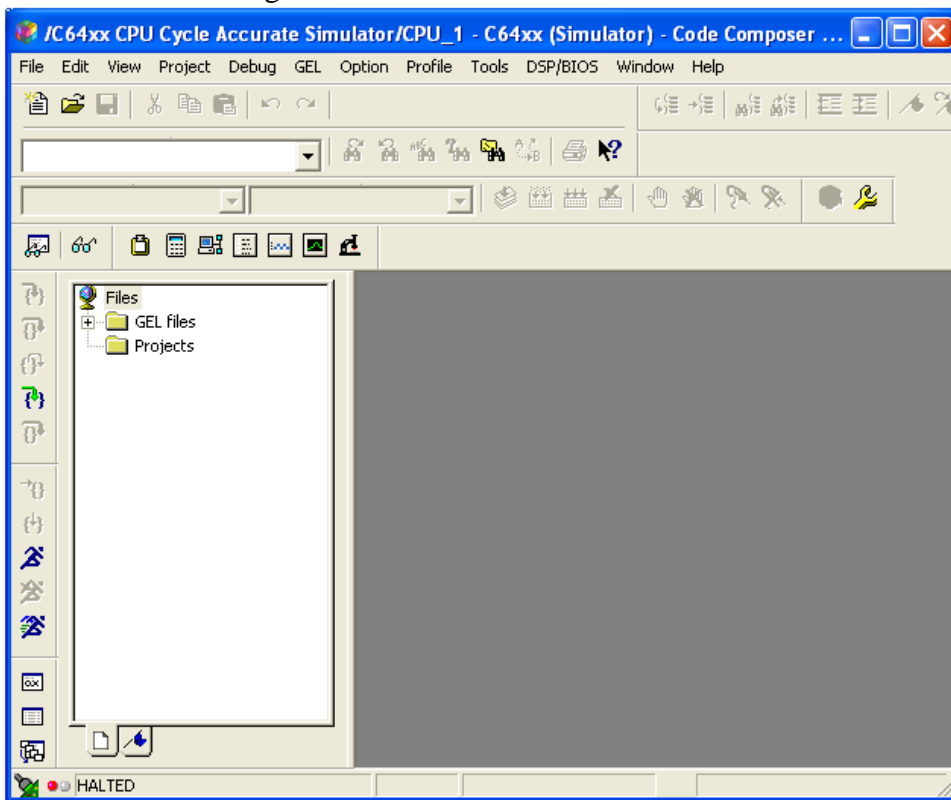 /C64xx CPU Cycle Accurate Simulator/CPU_1 - C64xx (Simulator) - Code Composer ...
File Edit View Project Debug GEL Option Profile Tools DSP/BIOS Window Help
Files
GEL files
Projects
HALTED